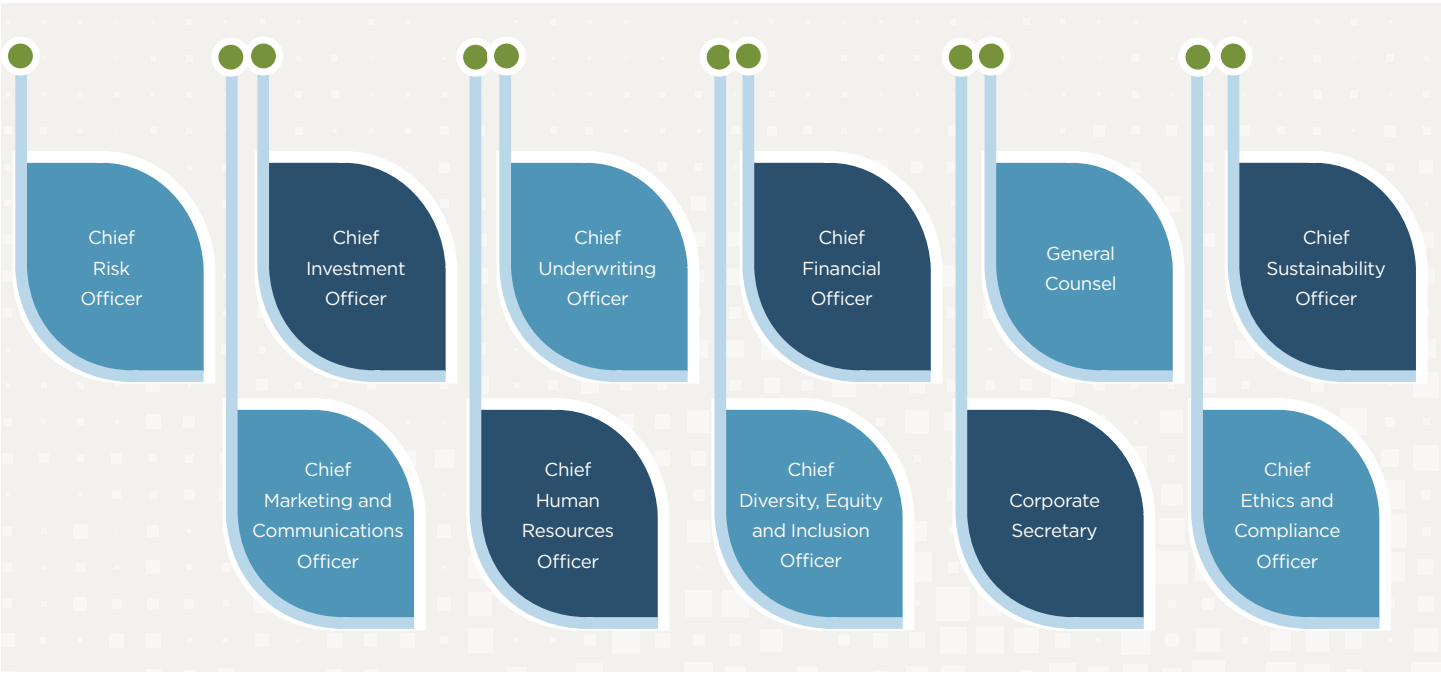 Chief
Risk
Officer
Chief
Investment
Officer
Chief
Underwriting
Officer
Chief
Financial
Officer
General
Counsel
Chief
Sustainability
Officer
Chief
Marketing and
Communications
Officer
Chief
Human
Resources
Officer
Chief
Diversity, Equity
and Inclusion
Officer
Corporate
Secretary
Chief
Ethics and
Compliance
Officer